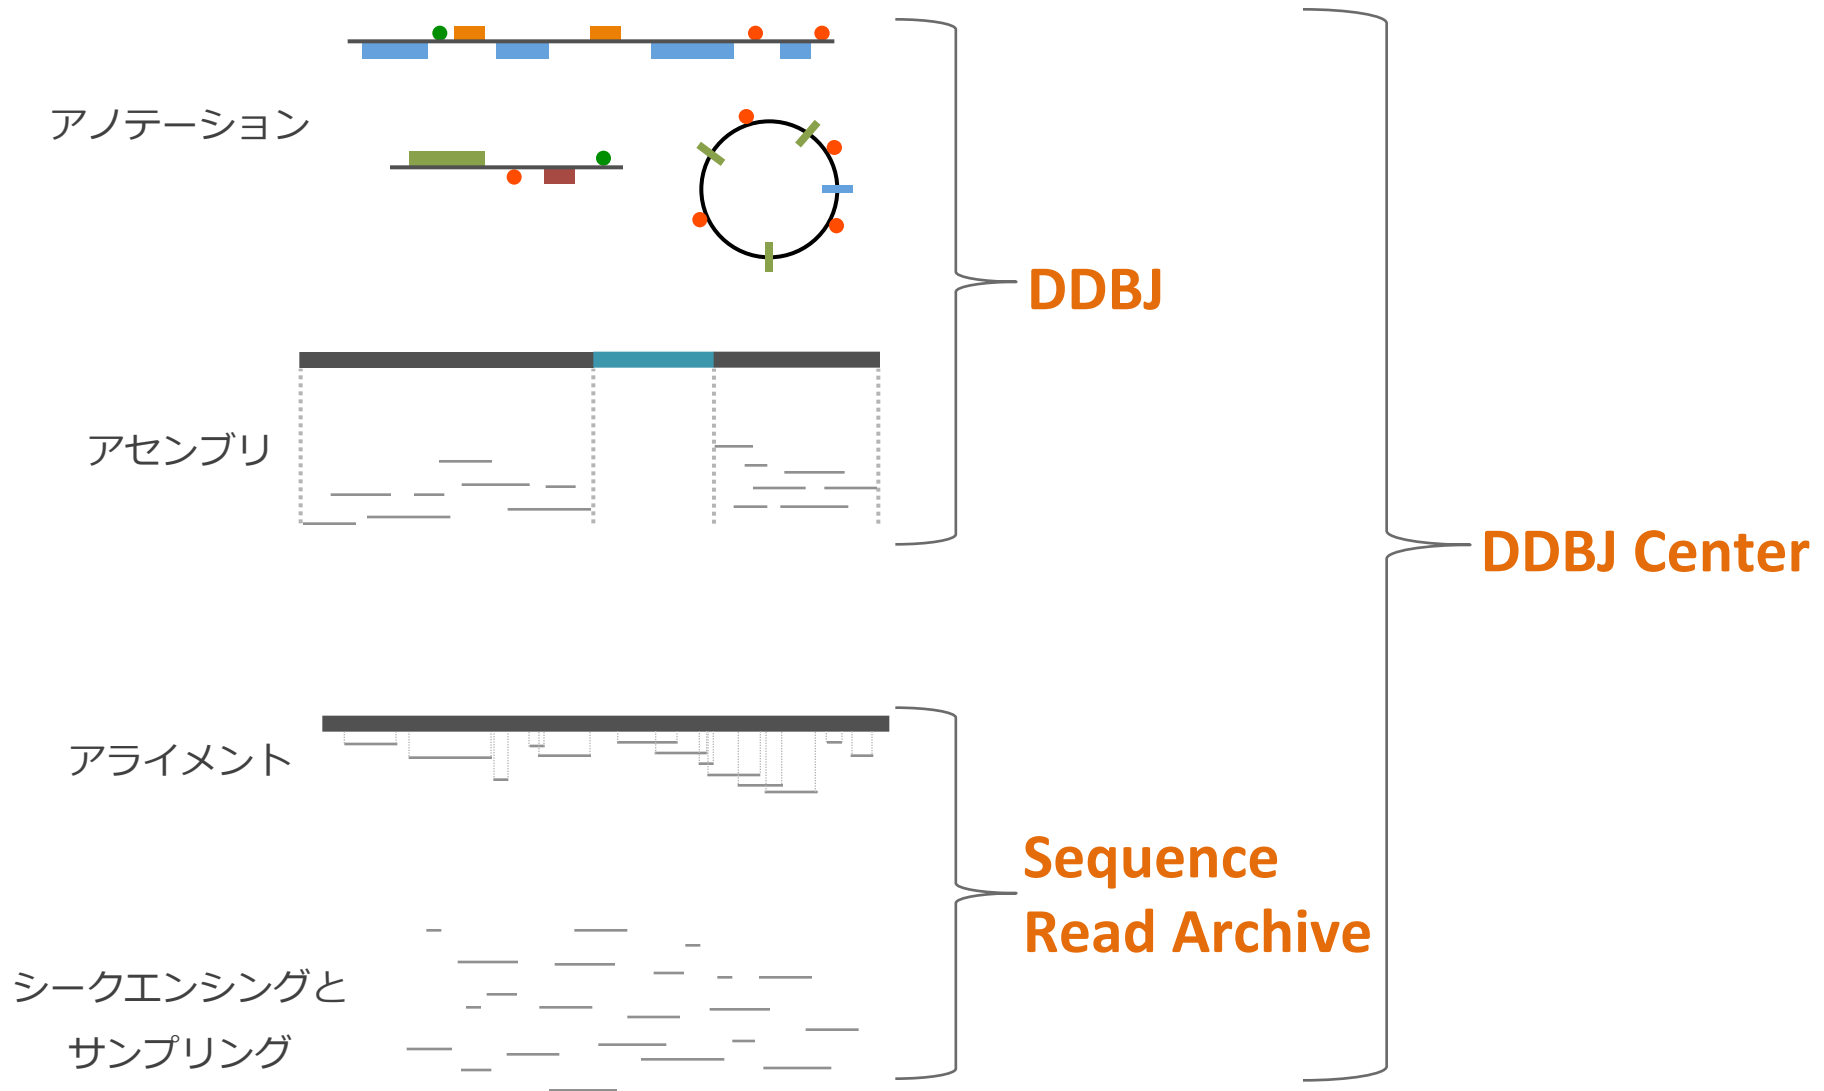 アノテーション
DDBJ
アセンブリ
DDBJ Center
アライメント
Sequence
Read Archive
シークエンシングと
サンプリング